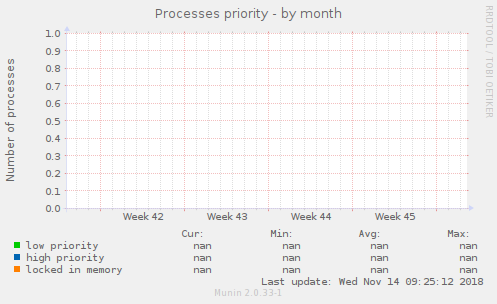 Processes priority - by month
RRDTOOL / TOBI OETIKER
Number of processes
1.0
0.9
0.8
0.7
0.6
0.5
0.4
0.3
0.2
0.1
0.0
Week 42 Week 43 Week 44 Week 45
Cur: Min: Avg: Max:
low priority nan nan nan nan
high priority nan nan nan nan
locked in memory nan nan nan nan
Last update: Wed Nov 14 09:25:12 2018
Munin 2.0.33-1